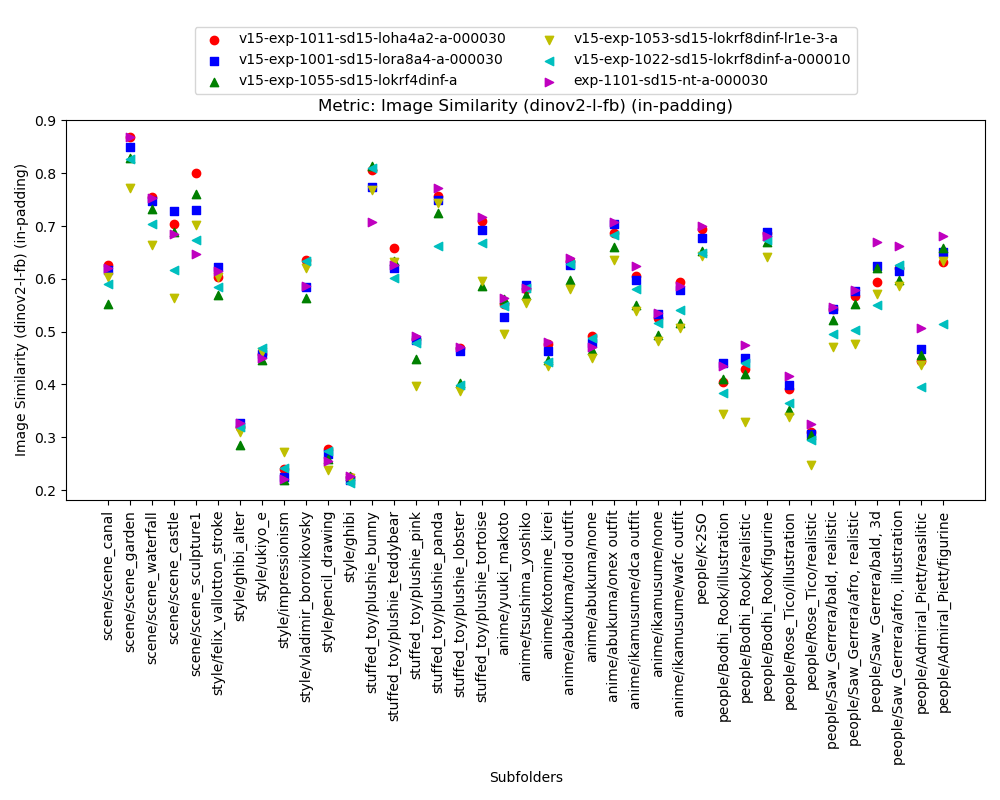 v15-exp-1011-sd15-loha4a2-a-000030
v15-exp-1001-sd15-lora8a4-a-000030
v15-exp-1055-sd15-lokrf4dinf-a
v15-exp-1053-sd15-lokrf8dinf-lr1e-3-a
v15-exp-1022-sd15-lokrf8dinf-a-000010
exp-1101-sd15-nt-a-000030
Metric: Image Similarity (dinov2-l-fb) (in-padding)
Image Similarity (dinov2-l-fb) (in-padding)
0.9
0.8
0.7
0.6
0.5
0.4
0.3
0.2
scene/scene_canal
scene/scene_garden
scene/scene_waterfall
scene/scene_castle
scene/scene_sculpture1
style/felix_vallotton_stroke
style/ghibi_alter
style/ukiyo_e
style/impressionism
style/vladimir_borovikovsky
style/pencil_drawing
style/ghibi
stuffed_toy/plushie_bunny
stuffed_toy/plushie_teddybear
stuffed_toy/plushie_pink
stuffed_toy/plushie_panda
stuffed_toy/plushie_lobster
stuffed_toy/plushie_tortoise
anime/yuuki_makoto
anime/tsushima_yoshiko
anime/kotomine_kirei
anime/abukuma/toid outfit
anime/abukuma/none
anime/abukuma/onex outfit
anime/ikamusume/dca outfit
anime/ikamusume/none
anime/ikamusume/wafc outfit
people/K-2SO
people/Bodhi_Rook/illustration
people/Bodhi_Rook/realistic
people/Bodhi_Rook/figurine
people/Rose_Tico/illustration
people/Rose_Tico/realistic
people/Saw_Gerrera/bald, realistic
people/Saw_Gerrera/afro, realistic
people/Saw_Gerrera/bald, 3d
people/Saw_Gerrera/afro, illustration
people/Admiral_Piett/reaslitic
people/Admiral_Piett/figurine
Subfolders